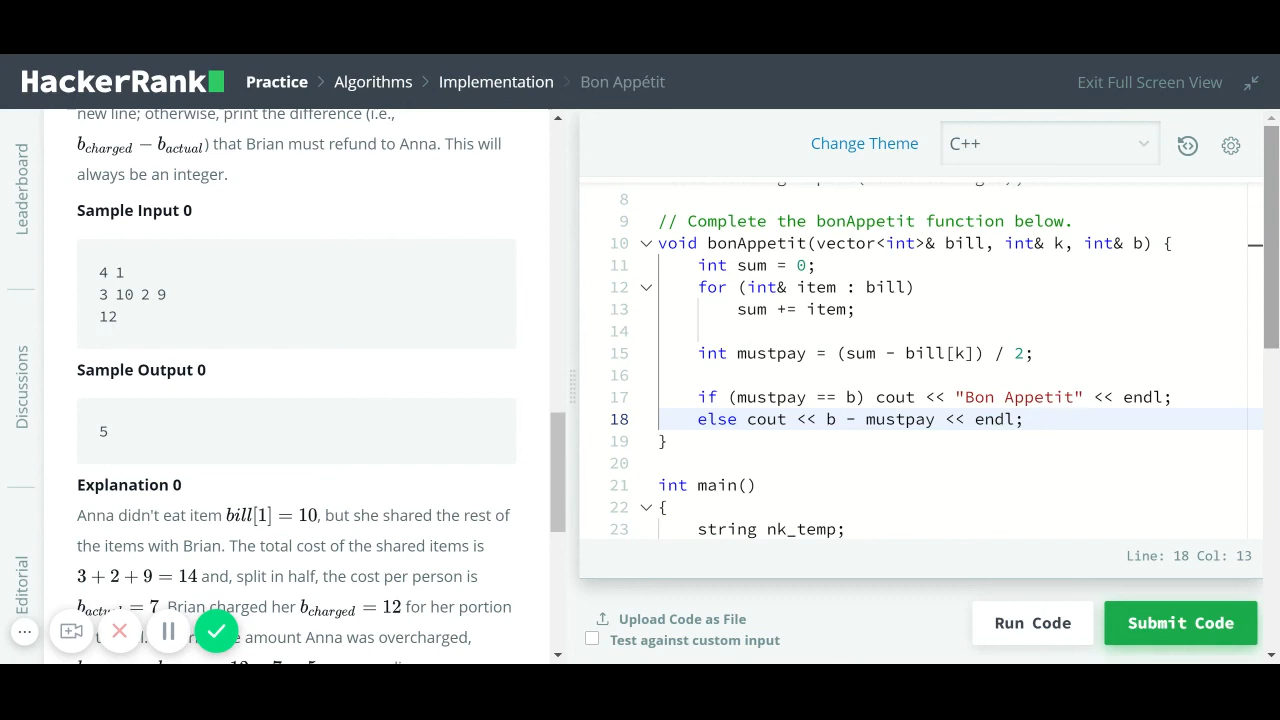 HackerRank
Practice > Algorithms > Implementation > Bon Appétit
Exit Full Screen View
Leaderboard
Discussions
Editorial
new line; otherwise, print the difference (i.e.,
b_charged − b_actual) that Brian must refund to Anna. This will
always be an integer.
Sample Input 0
4 1
3 10 2 9
12
Sample Output 0
5
Explanation 0
Anna didn't eat item bill[1] = 10, but she shared the rest of
the items with Brian. The total cost of the shared items is
3 + 2 + 9 = 14 and, split in half, the cost per person is
= 7. Brian charged her b_charged = 12 for her portion
amount Anna was overcharged,
Change Theme
C++
8
9 // Complete the bonAppetit function below.
10 void bonAppetit(vector<int>& bill, int& k, int& b) {
11 int sum = 0;
12 for (int& item : bill)
13 sum += item;
14
15 int mustpay = (sum - bill[k]) / 2;
16
17 if (mustpay == b) cout << "Bon Appetit" << endl;
18 else cout << b - mustpay << endl;
19 }
20
21 int main()
22 {
23 string nk_temp;
Line: 18 Col: 13
Upload Code as File
Test against custom input
Run Code
Submit Code